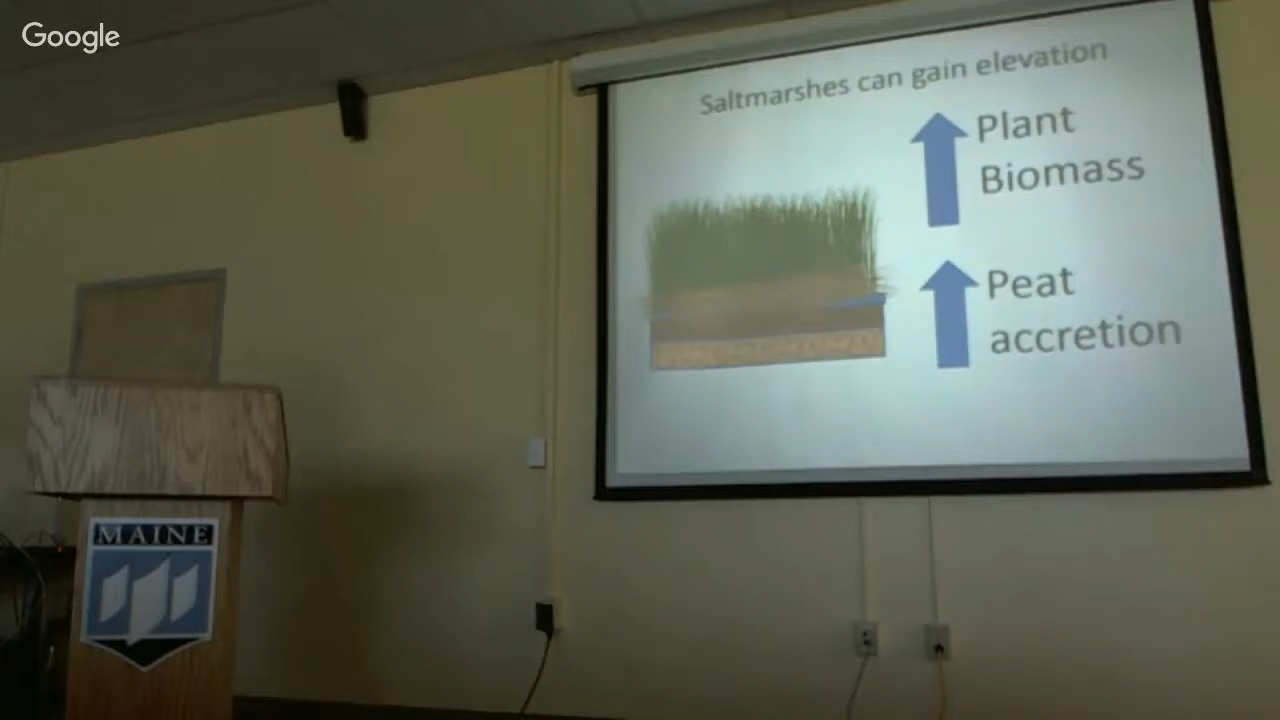 Google
Saltmarshes can gain elevation
Plant
Biomass
Peat
accretion
MAINE